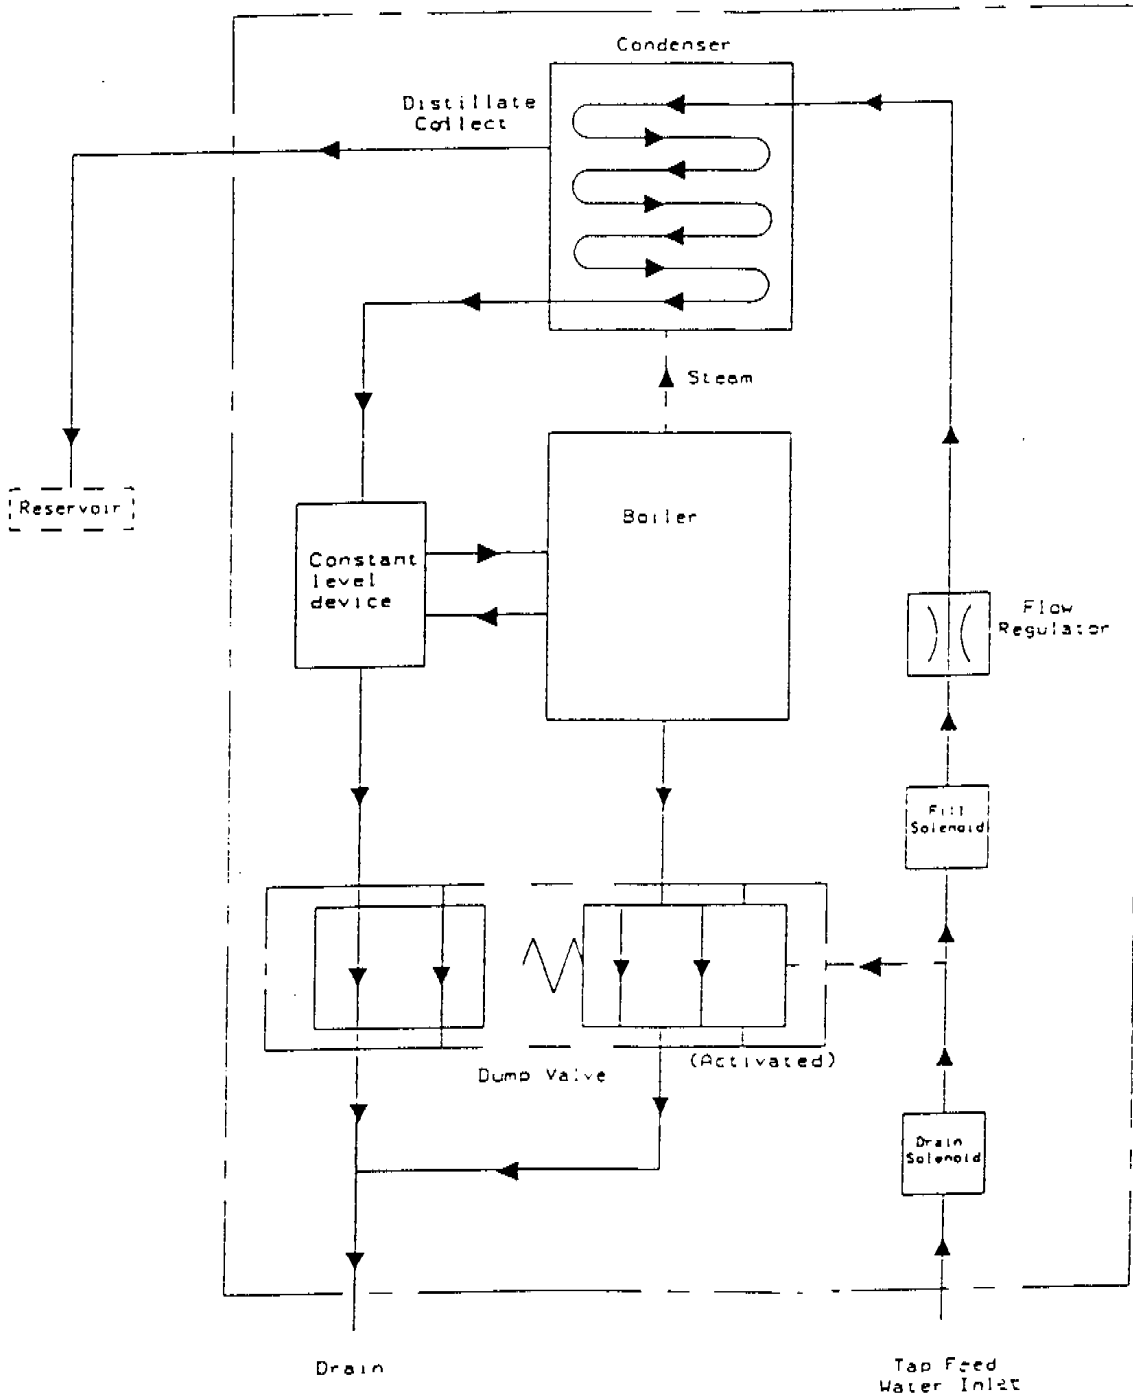 Condenser
Distillate
Collect
Steam
Reservoir
Boiler
Constant
level
device
Flow
Regulator
Fill
Solenoid
(Activated)
Dump Valve
Drain
Solenoid
Drain
Tap Feed
Water Inlet